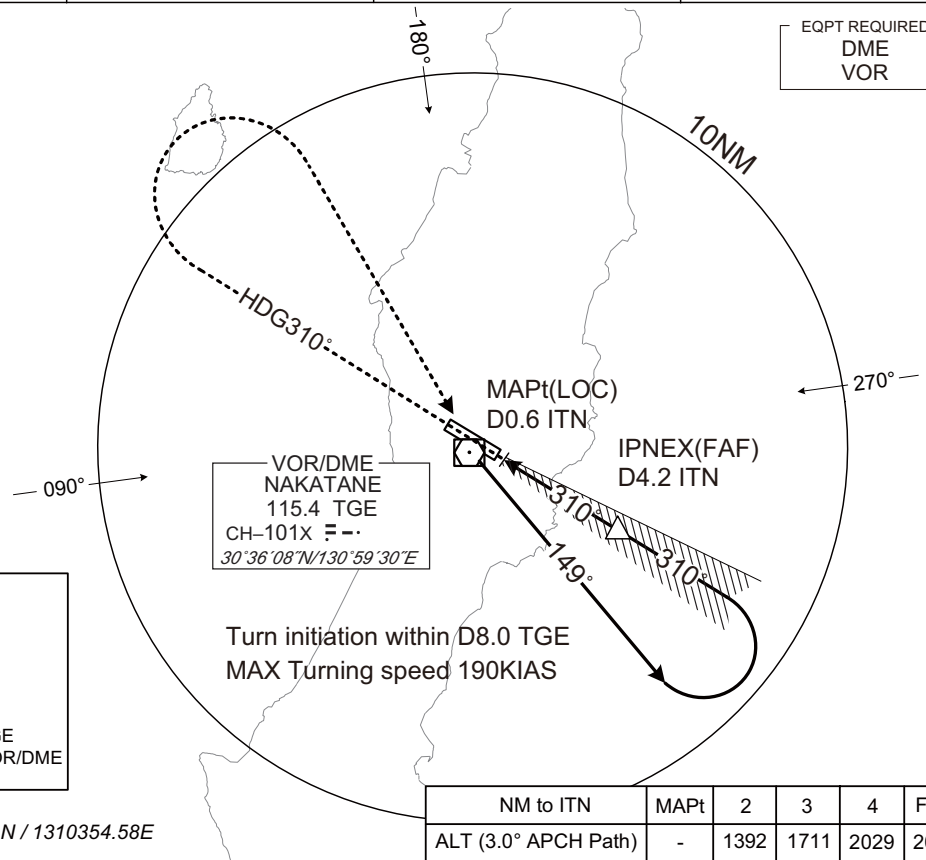 180°
EQPT REQUIRED
DME
VOR
10NM
HDG310°
270°
MAPt(LOC)
D0.6 ITN
IPNEX(FAF)
D4.2 ITN
090°
VOR/DME
NAKATANE
115.4 TGE
CH–101X
30°36´08˝N/130°59´30˝E
310°
310°
149°
Turn initiation within D8.0 TGE
MAX Turning speed 190KIAS
OR/DME
N / 1310354.58E
NM to ITN MAPt 2 3 4
ALT (3.0° APCH Path) - 1392 1711 2029